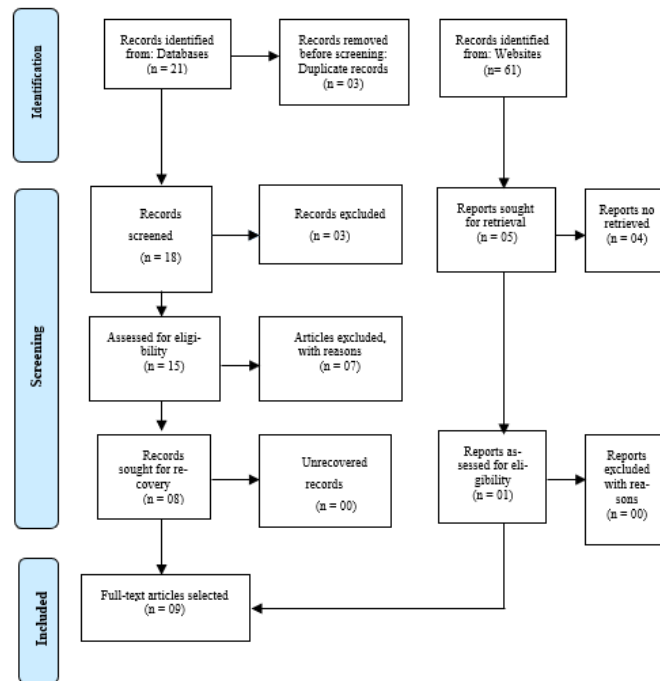 Identification
Records identified
from: Databases
(n = 21)
Records removed
before screening:
Duplicate records
(n = 03)
Records identified
from: Websites
(n= 61)
Screening
Records
screened
(n = 18)
Records excluded
(n = 03)
Reports sought
for retrieval
(n = 05)
Reports no
retrieved
(n = 04)
Assessed for eligi-
bility
(n = 15)
Articles excluded,
with reasons
(n = 07)
Records
sought for re-
covery
(n = 08)
Unrecovered
records
(n = 00)
Reports as-
sessed for eli-
gibility
(n = 01)
Reports
excluded
with rea-
sons
(n = 00)
Included
Full-text articles selected
(n = 09)